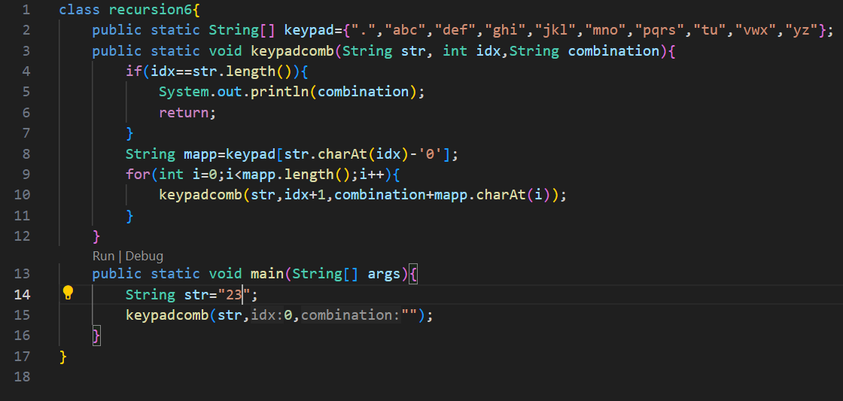 1 class recursion6{
2 public static String[] keypad={".","abc","def","ghi","jkl","mno","pqrs","tu","vwx","yz"};
3 public static void keypadcomb(String str, int idx,String combination){
4 if(idx==str.length()){
5 System.out.println(combination);
6 return;
7 }
8 String mapp=keypad[str.charAt(idx)-'0'];
9 for(int i=0;i<mapp.length();i++){
10 keypadcomb(str,idx+1,combination+mapp.charAt(i));
11 }
12 }
Run | Debug
13 public static void main(String[] args){
14 String str="23";
15 keypadcomb(str,idx:0,combination:"");
16 }
17 }
18